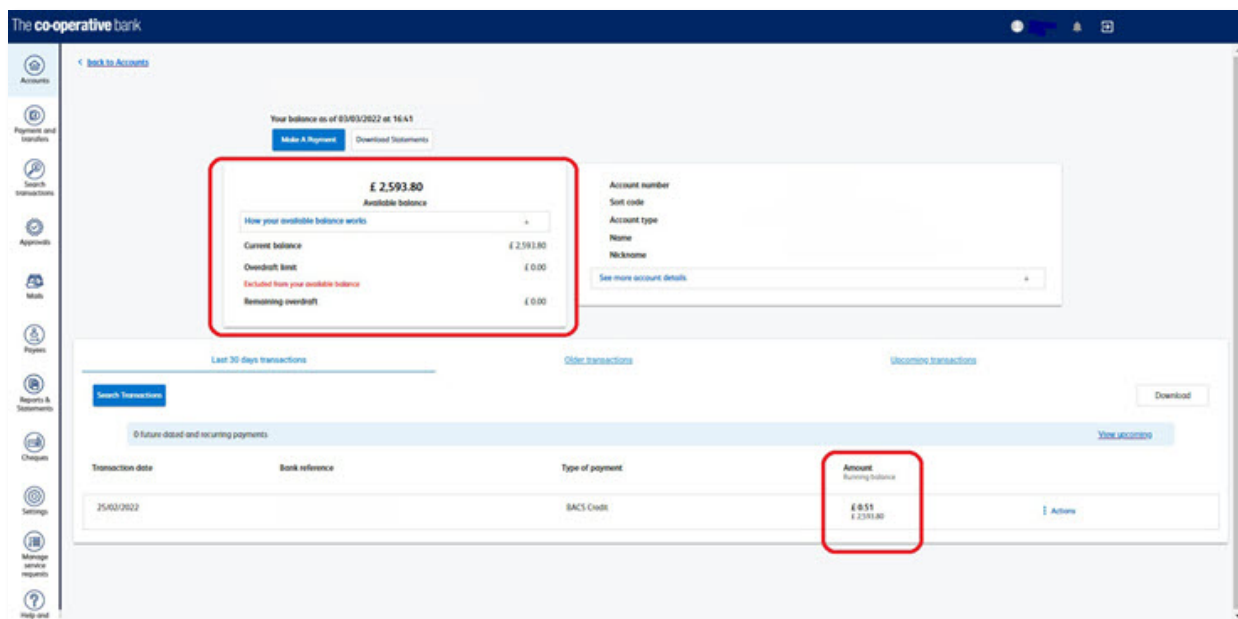 The co-operative bank
Accounts
Payment and
transfers
Search
transactions
Approvals
Mails
Payees
Reports &
Statements
Cheques
Settings
Manage
service
requests
Help and
< back to Accounts
Your balance as of 03/03/2022 at 16:41
Make A Payment
Download Statements
£ 2,593.80
Available balance
How your available balance works
+
Current balance £ 2,593.80
Overdraft limit £ 0.00
Excluded from your available balance
Remaining overdraft £ 0.00
Account number
Sort code
Account type
Name
Nickname
See more account details
+
Last 30 days transactions Older transactions Upcoming transactions
Search Transactions
Download
0 future dated and recurring payments View upcoming
Transaction date Bank reference Type of payment Amount
Running balance
25/02/2022 BACS Credit £ 0.51 Actions
£ 2,593.80